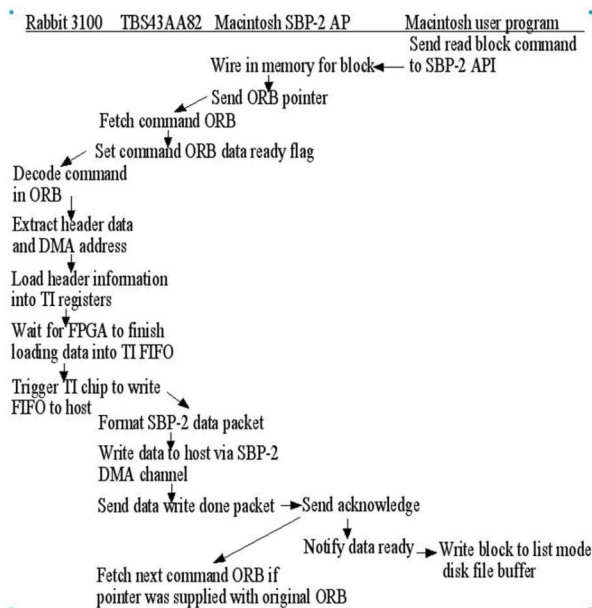 Rabbit 3100 TBS43AA82 Macintosh SBP-2 AP Macintosh user program
Send read block command
to SBP-2 API
Wire in memory for block
Send ORB pointer
Fetch command ORB
Set command ORB data ready flag
Decode command
in ORB
Extract header data
and DMA address
Load header information
into TI registers
Wait for FPGA to finish
loading data into TI FIFO
Trigger TI chip to write
FIFO to host
Format SBP-2 data packet
Write data to host via SBP-2
DMA channel
Send data write done packet
Send acknowledge
Notify data ready
Write block to list mode
disk file buffer
Fetch next command ORB if
pointer was supplied with original ORB